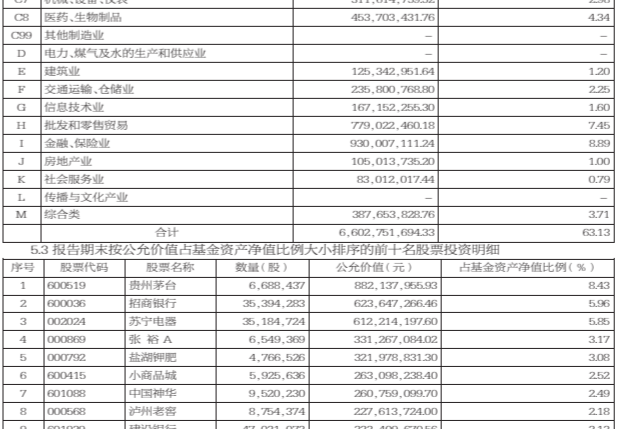 C8 医药、生物制品 453,703,431.76 4.34
C99 其他制造业 – –
D 电力、煤气及水的生产和供应业 – –
E 建筑业 125,342,951.64 1.20
F 交通运输、仓储业 235,800,768.80 2.25
G 信息技术业 167,152,255.30 1.60
H 批发和零售贸易 779,022,460.18 7.45
I 金融、保险业 930,007,111.24 8.89
J 房地产业 105,013,735.20 1.00
K 社会服务业 83,012,017.44 0.79
L 传播与文化产业 – –
M 综合类 387,653,828.76 3.71
合计 6,602,751,694.33 63.13
5.3 报告期末按公允价值占基金资产净值比例大小排序的前十名股票投资明细
序号 股票代码 股票名称 数量(股) 公允价值(元) 占基金资产净值比例(%)
1 600519 贵州茅台 6,688,437 882,137,955.93 8.43
2 600036 招商银行 35,394,283 623,647,266.46 5.96
3 002024 苏宁电器 35,184,724 612,214,197.60 5.85
4 000869 张 裕 A 6,549,369 331,267,084.02 3.17
5 000792 盐湖钾肥 4,766,526 321,978,831.30 3.08
6 600415 小商品城 5,925,636 263,098,238.40 2.52
7 601088 中国神华 9,520,230 260,759,099.70 2.49
8 000568 泸州老窖 8,754,374 227,613,724.00 2.18